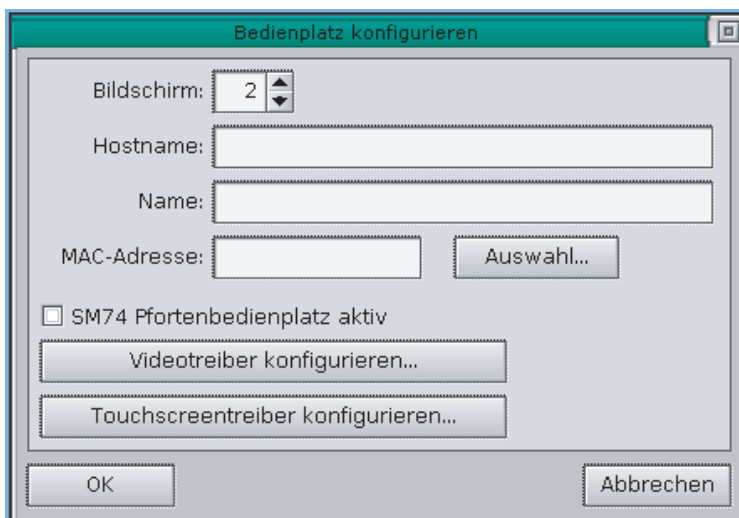 Bedienplatz konfigurieren
Bildschirm: 2
Hostname:
Name:
MAC-Adresse: Auswahl...
SM74 Pfortenbedienplatz aktiv
Videotreiber konfigurieren...
Touchscreentreiber konfigurieren...
OK Abbrechen